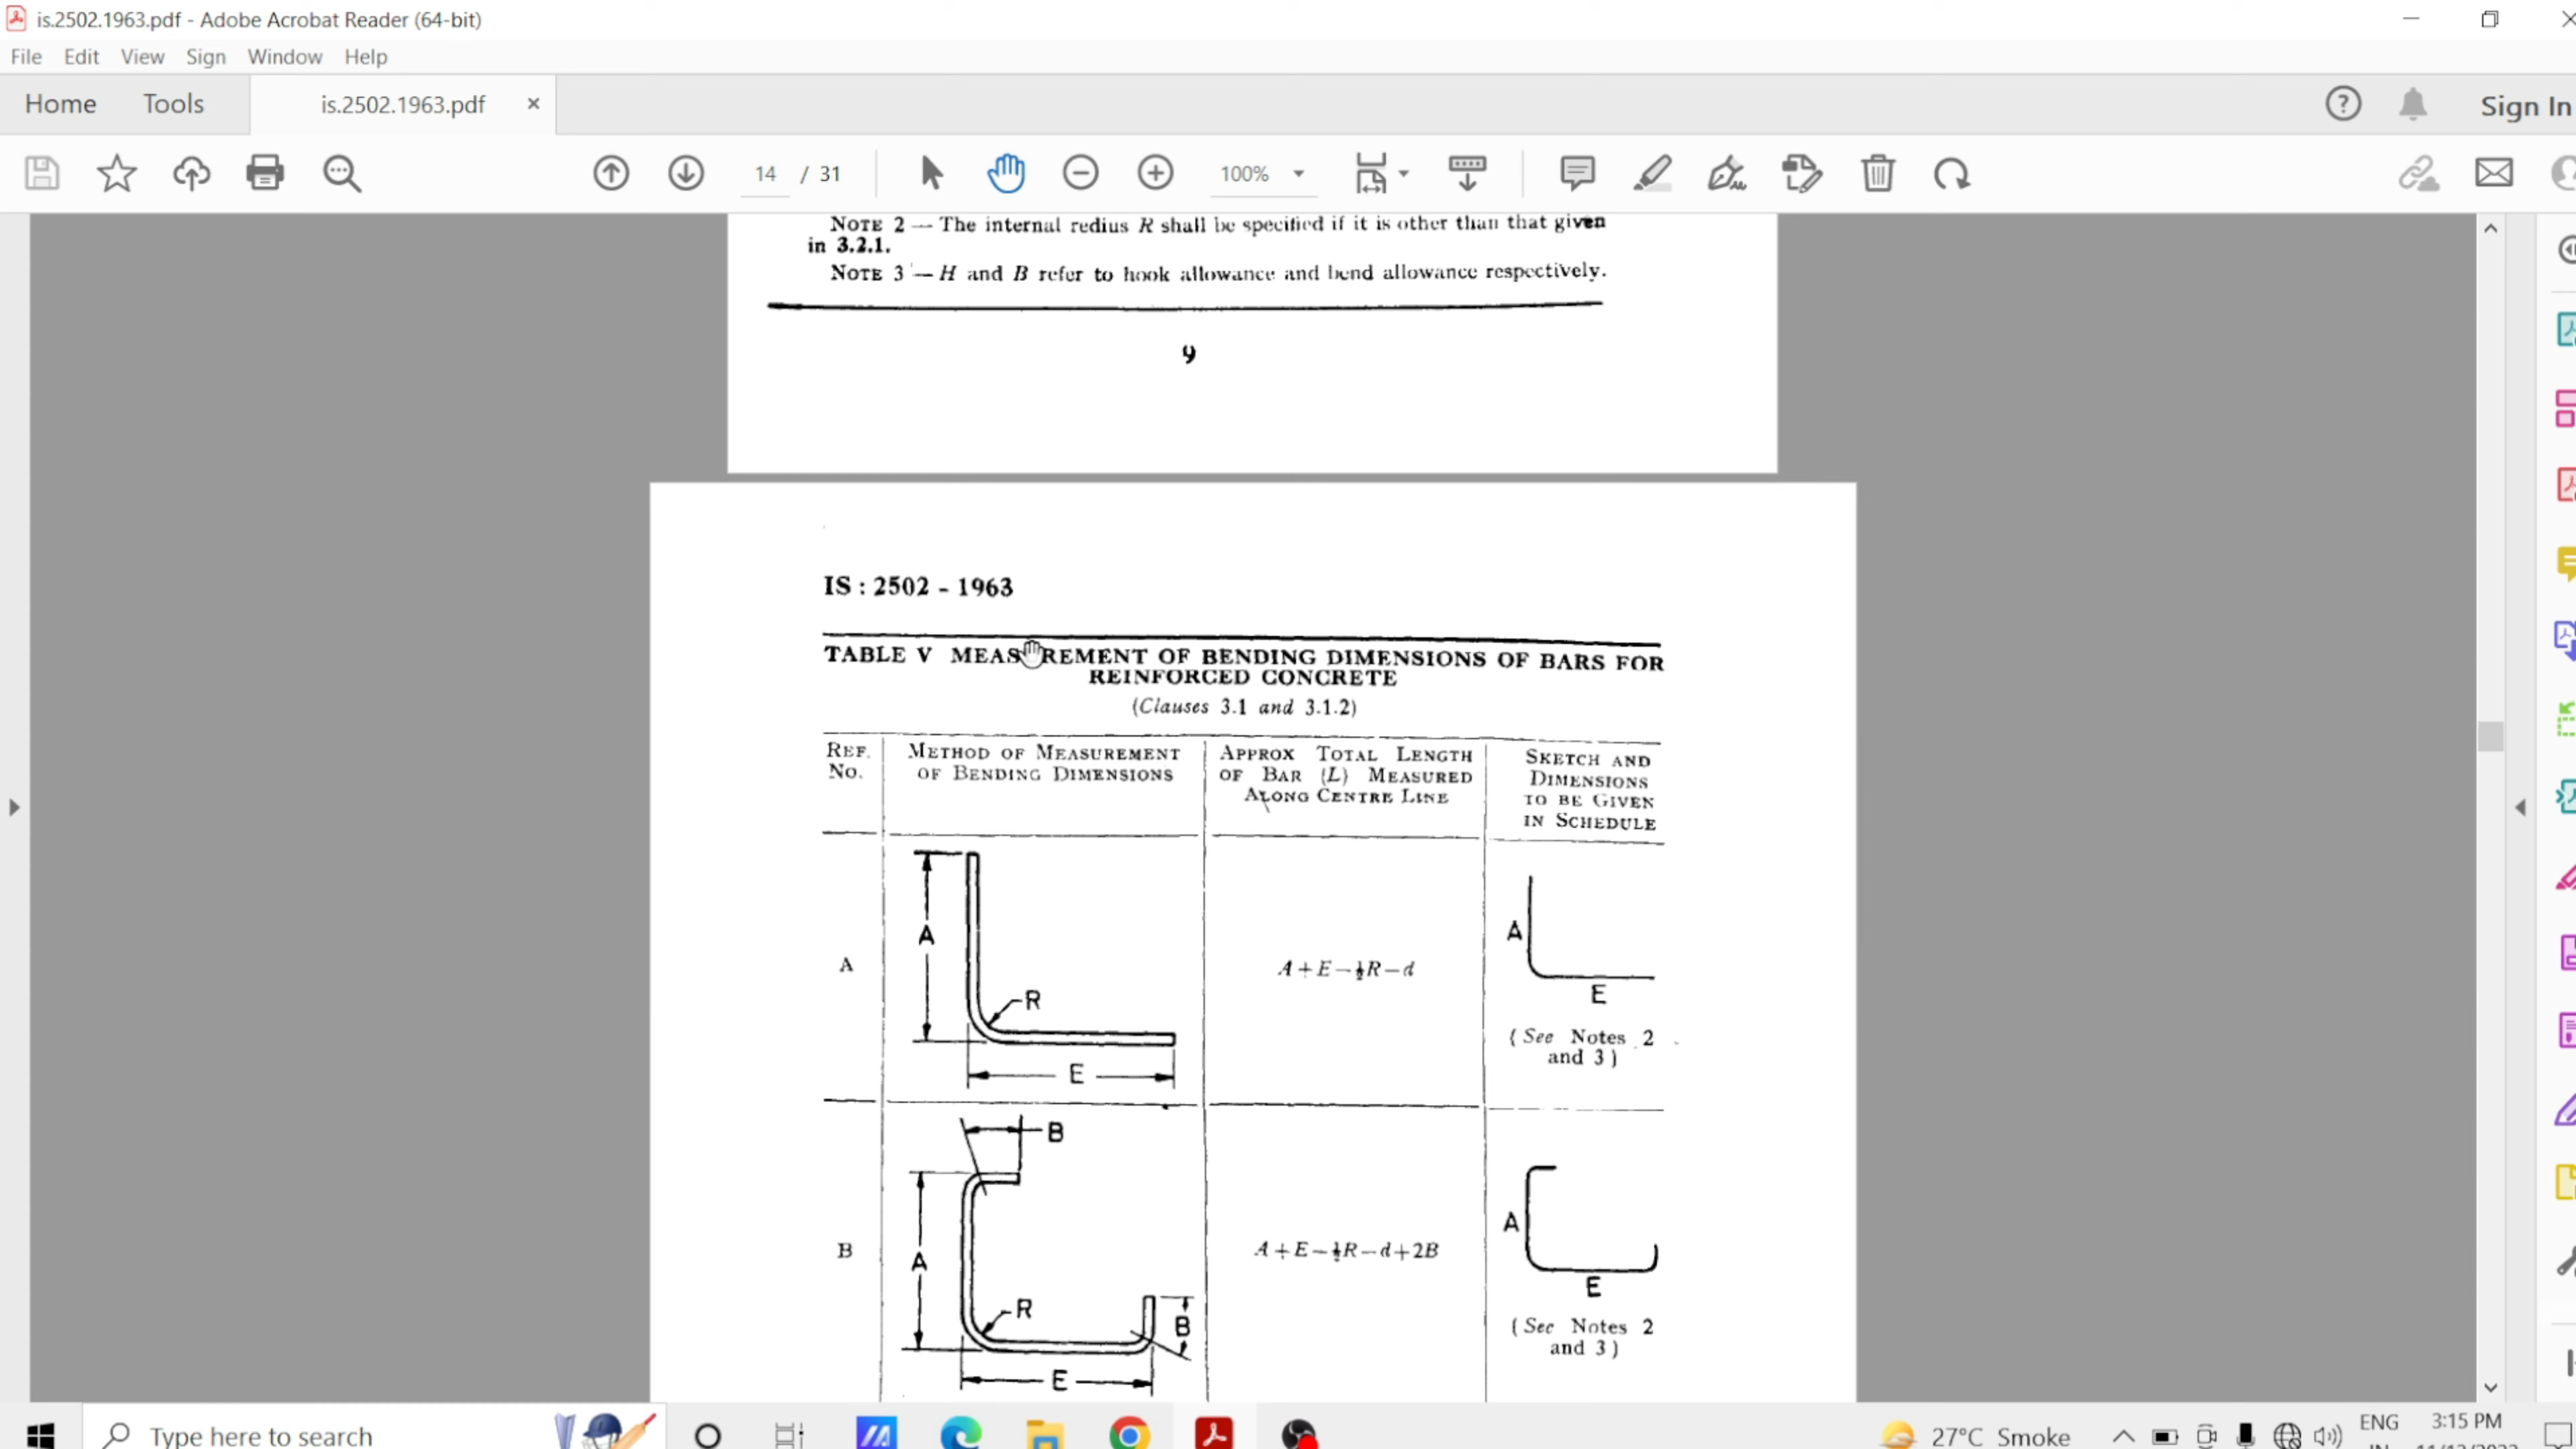 is.2502.1963.pdf - Adobe Acrobat Reader (64-bit)
File Edit View Sign Window Help
Home Tools is.2502.1963.pdf × Sign In
14 / 31 100%
NOTE 2 — The internal radius R shall be specified if it is other than that given
in 3.2.1.
NOTE 3 — H and B refer to hook allowance and bend allowance respectively.
9
IS : 2502 - 1963
TABLE V MEASUREMENT OF BENDING DIMENSIONS OF BARS FOR
REINFORCED CONCRETE
(Clauses 3.1 and 3.1.2)
REF. No.
METHOD OF MEASUREMENT
OF BENDING DIMENSIONS
APPROX TOTAL LENGTH
OF BAR (L) MEASURED
ALONG CENTRE LINE
SKETCH AND
DIMENSIONS
TO BE GIVEN
IN SCHEDULE
A
A
R
E
A+E−½R−d
A
E
(See Notes 2
and 3)
B
B
A
R
B
E
A+E−½R−d+2B
A
E
(See Notes 2
and 3)
Type here to search
27°C Smoke
ENG
3:15 PM